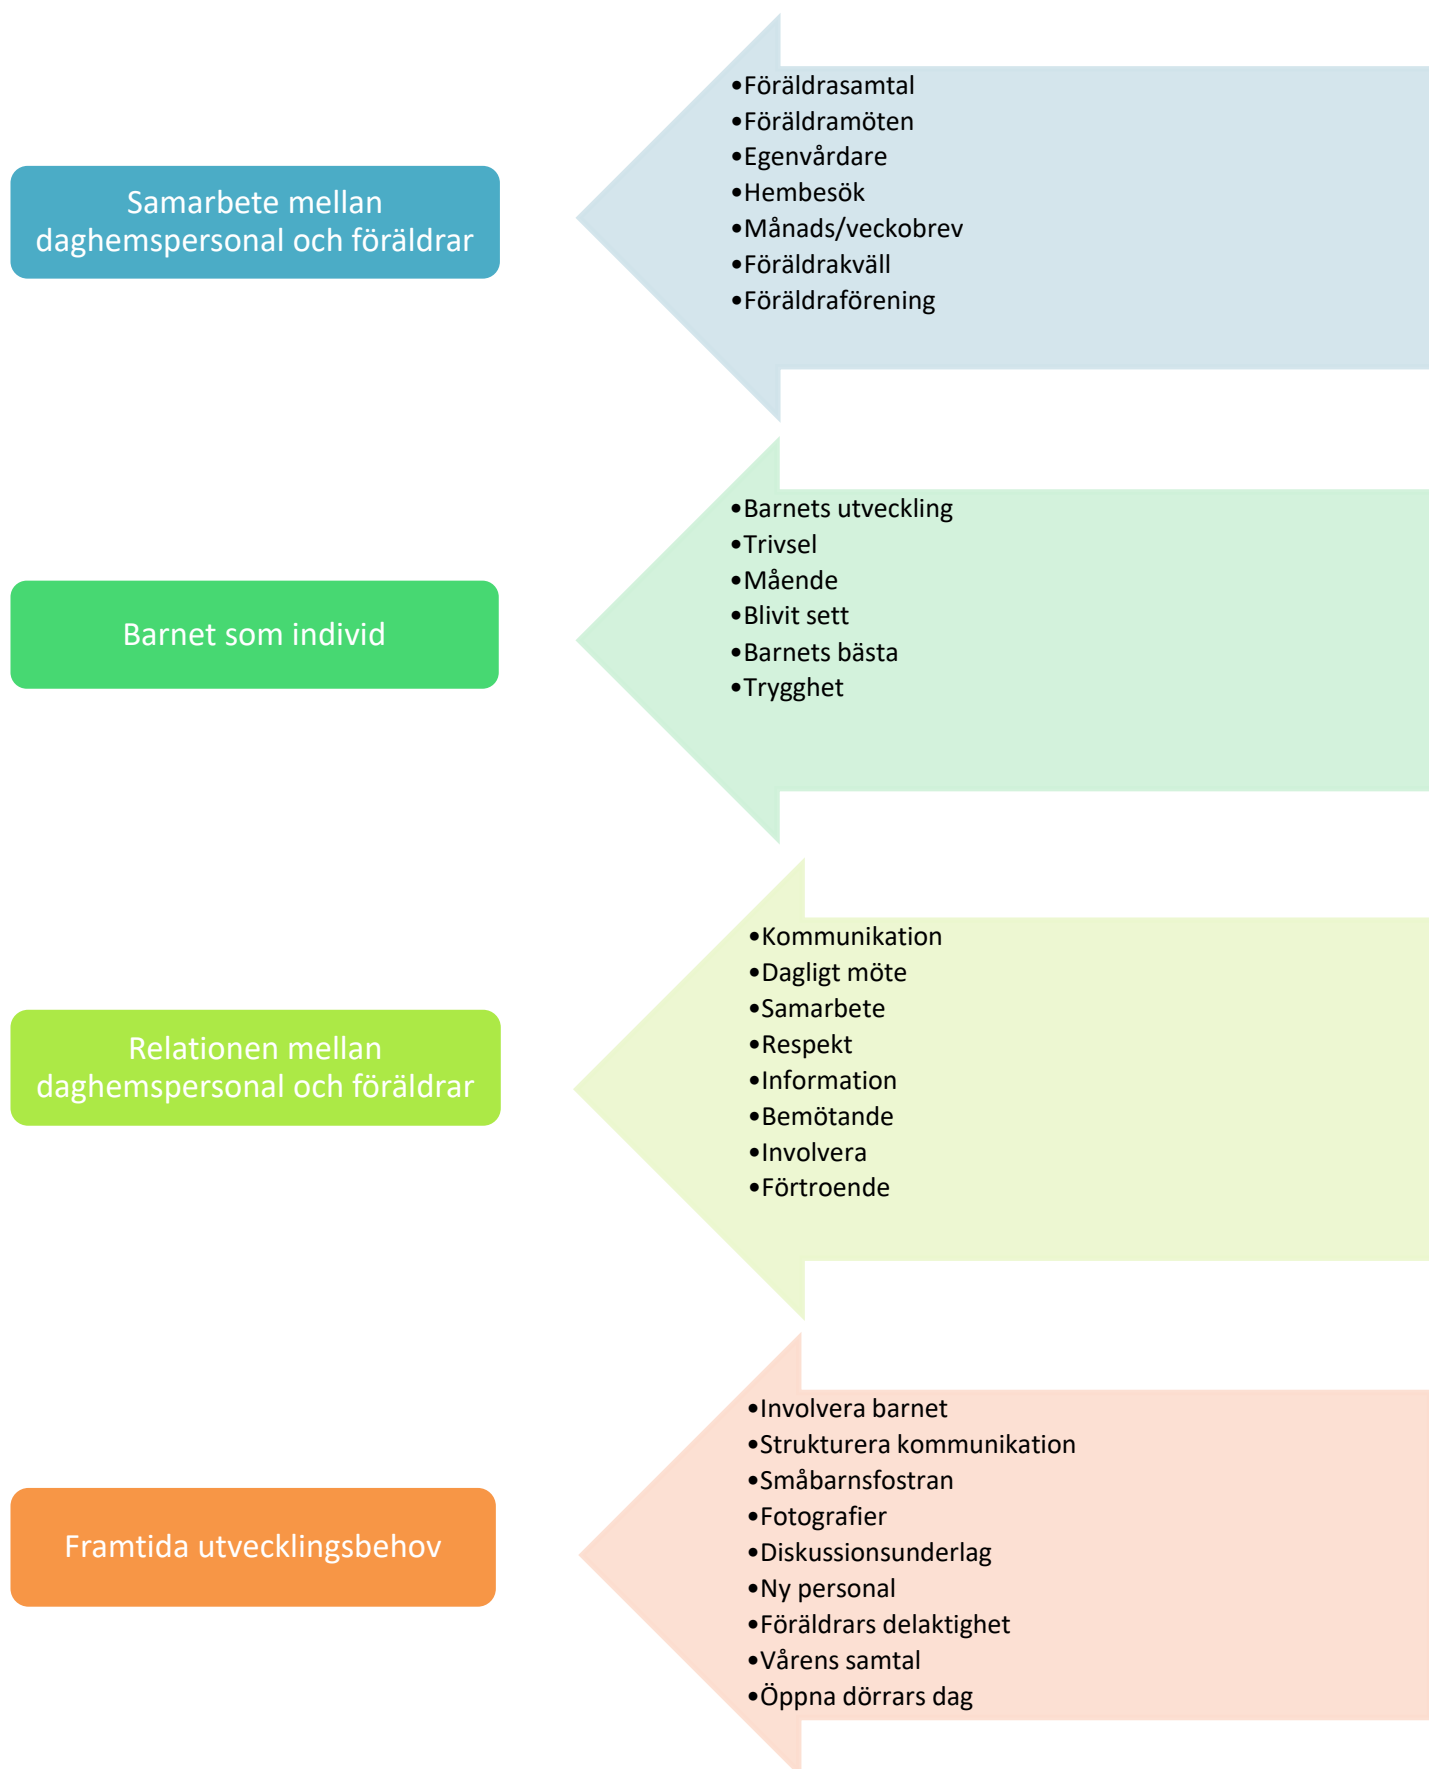 Samarbete mellan
daghemspersonal och föräldrar
•Föräldrasamtal
•Föräldramöten
•Egenvårdare
•Hembesök
•Månads/veckobrev
•Föräldrakväll
•Föräldraförening
Barnet som individ
•Barnets utveckling
•Trivsel
•Mående
•Blivit sett
•Barnets bästa
•Trygghet
Relationen mellan
daghemspersonal och föräldrar
•Kommunikation
•Dagligt möte
•Samarbete
•Respekt
•Information
•Bemötande
•Involvera
•Förtroende
Framtida utvecklingsbehov
•Involvera barnet
•Strukturera kommunikation
•Småbarnsfostran
•Fotografier
•Diskussionsunderlag
•Ny personal
•Föräldrars delaktighet
•Vårens samtal
•Öppna dörrars dag